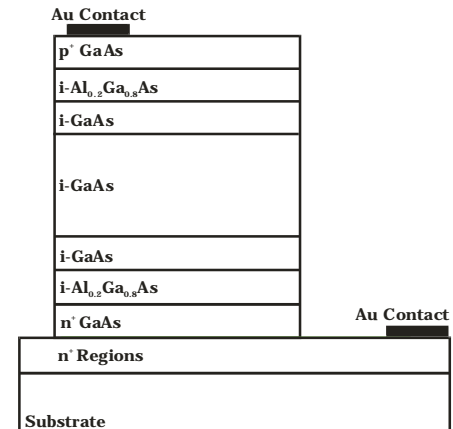 Au Contact
p⁺ GaAs
i-Al₀.₂Ga₀.₈As
i-GaAs
i-GaAs
i-GaAs
i-Al₀.₂Ga₀.₈As
n⁺ GaAs
Au Contact
n⁺ Regions
Substrate